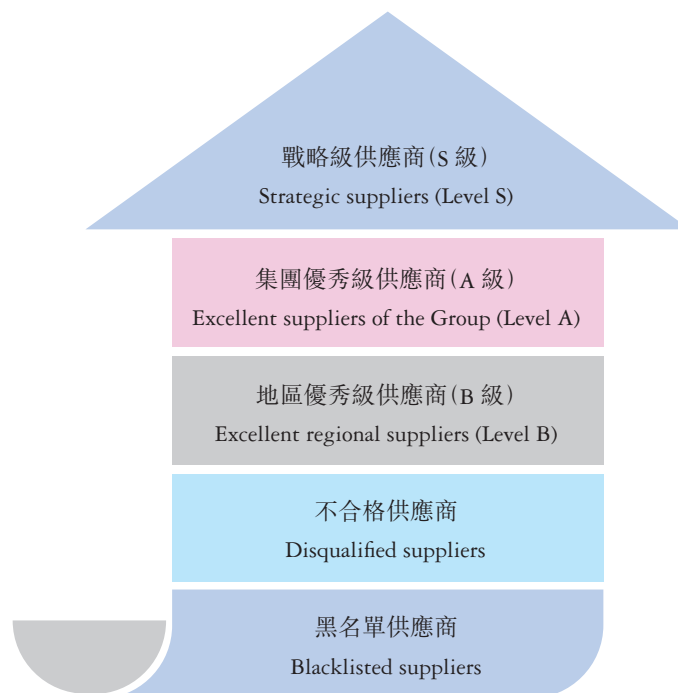 戰略級供應商(S 級)
Strategic suppliers (Level S)
集團優秀級供應商(A 級)
Excellent suppliers of the Group (Level A)
地區優秀級供應商(B 級)
Excellent regional suppliers (Level B)
不合格供應商
Disqualified suppliers
黑名單供應商
Blacklisted suppliers